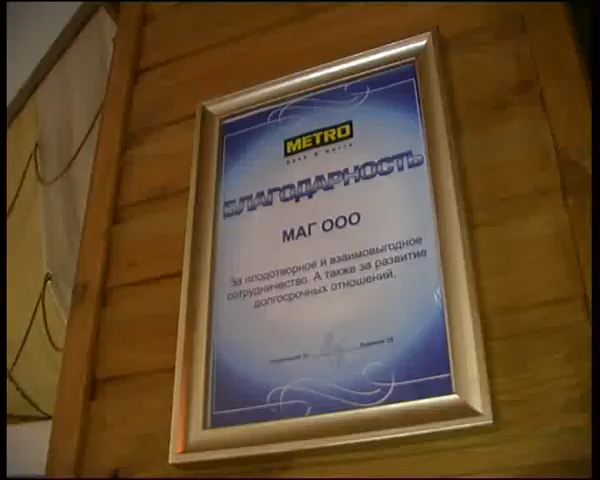 METRO
БЛАГОДАРНОСТЬ
МАГ ООО
За плодотворное и взаимовыгодное
сотрудничество. А также за развитие
долгосрочных отношений.